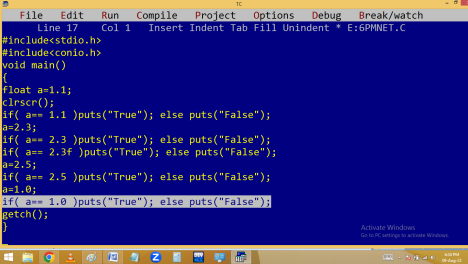 TC
File Edit Run Compile Project Options Debug Break/watch
Line 17 Col 1 Insert Indent Tab Fill Unindent * E:6PMNET.C
#include<stdio.h>
#include<conio.h>
void main()
{
float a=1.1;
clrscr();
if( a== 1.1 )puts("True"); else puts("False");
a=2.3;
if( a== 2.3 )puts("True"); else puts("False");
if( a== 2.3f )puts("True"); else puts("False");
a=2.5;
if( a== 2.5 )puts("True"); else puts("False");
a=1.0;
if( a== 1.0 )puts("True"); else puts("False");
getch();
}
Activate Windows
Go to PC settings to activate Windows.